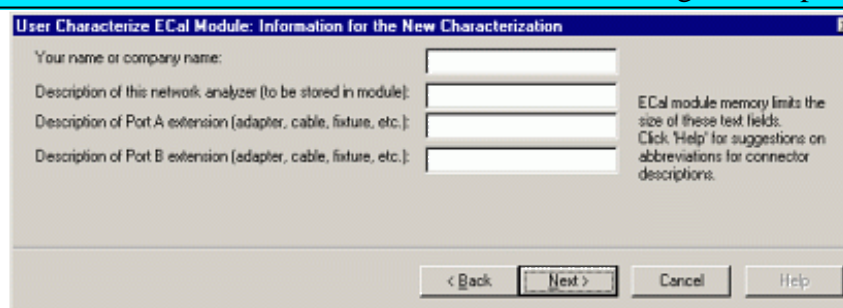 User Characterize ECal Module: Information for the New Characterization
Your name or company name:
Description of this network analyzer (to be stored in module):
Description of Port A extension (adapter, cable, fixture, etc.):
Description of Port B extension (adapter, cable, fixture, etc.):
ECal module memory limits the
size of these text fields.
Click 'Help' for suggestions on
abbreviations for connector
descriptions.
< Back
Next >
Cancel
Help